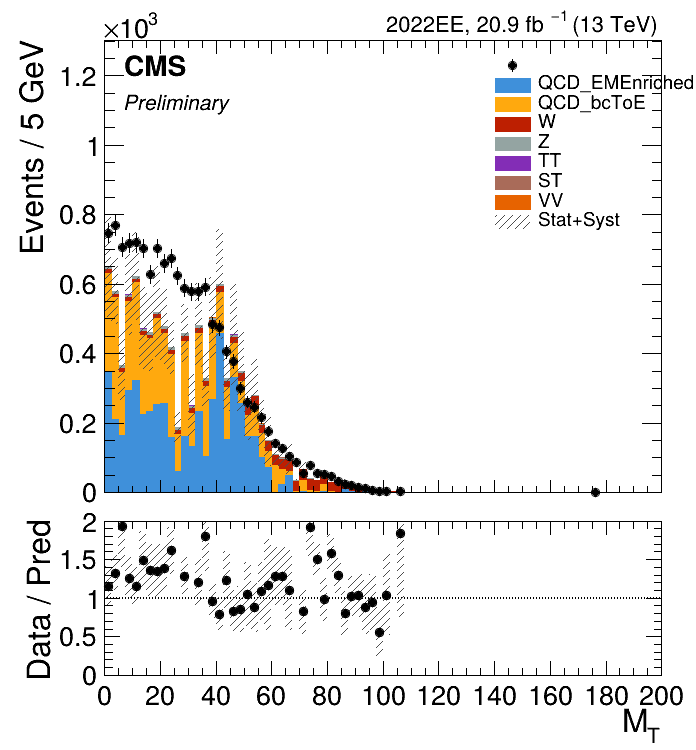 ×10³
2022EE, 20.9 fb ⁻¹ (13 TeV)
CMS
Preliminary
Events / 5 GeV
1.2
1
0.8
0.6
0.4
0.2
0
QCD_EMEnriched
QCD_bcToE
W
Z
TT
ST
VV
Stat+Syst
Data / Pred
2
1.5
1
0.5
0
0 20 40 60 80 100 120 140 160 180 200
M_T